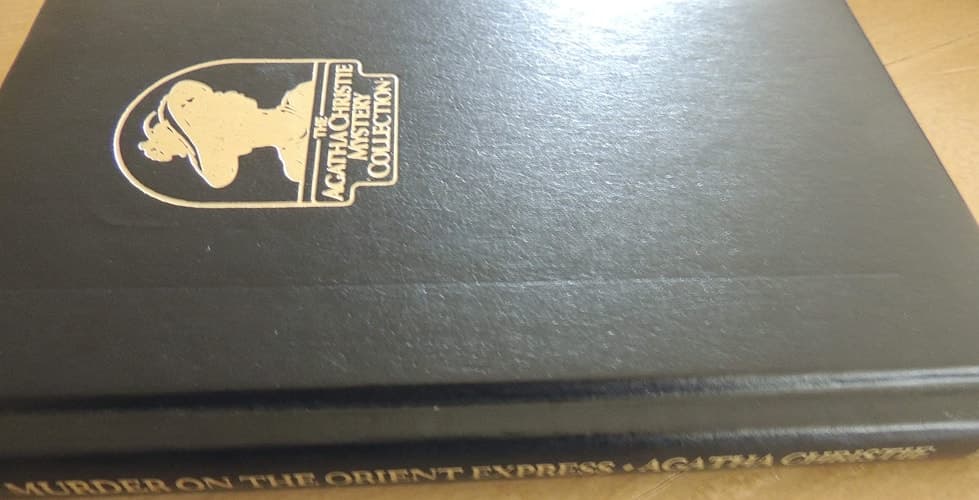 THE
AGATHA CHRISTIE
MYSTERY
COLLECTION
MURDER ON THE ORIENT EXPRESS • AGATHA CHRISTIE